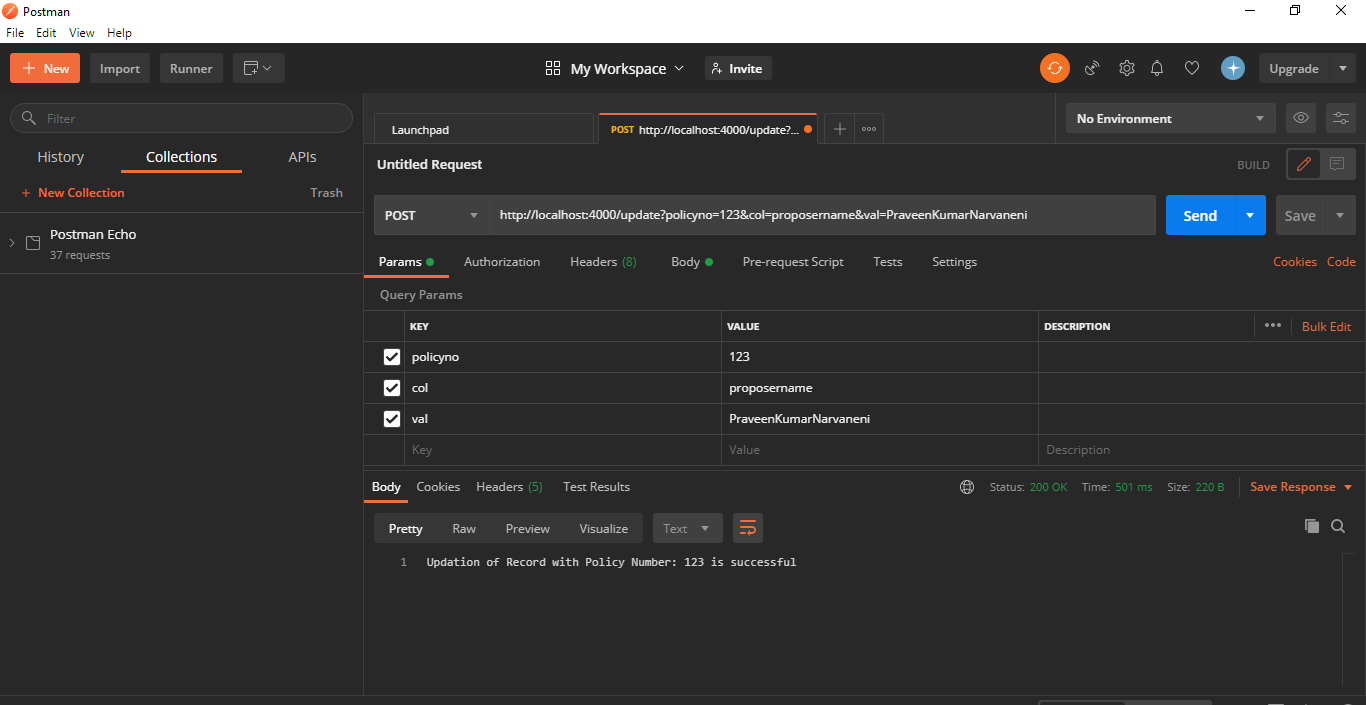 Postman
File Edit View Help
+ New Import Runner
My Workspace
Invite
Upgrade
Filter
History Collections APIs
+ New Collection Trash
Postman Echo
37 requests
Launchpad
POST http://localhost:4000/update?...
No Environment
Untitled Request
BUILD
POST http://localhost:4000/update?policyno=123&col=proposername&val=PraveenKumarNarvaneni
Send Save
Params Authorization Headers (8) Body Pre-request Script Tests Settings Cookies Code
Query Params
KEY VALUE DESCRIPTION ••• Bulk Edit
policyno 123
col proposername
val PraveenKumarNarvaneni
Key Value Description
Body Cookies Headers (5) Test Results Status: 200 OK Time: 501 ms Size: 220 B Save Response
Pretty Raw Preview Visualize Text
1 Updation of Record with Policy Number: 123 is successful